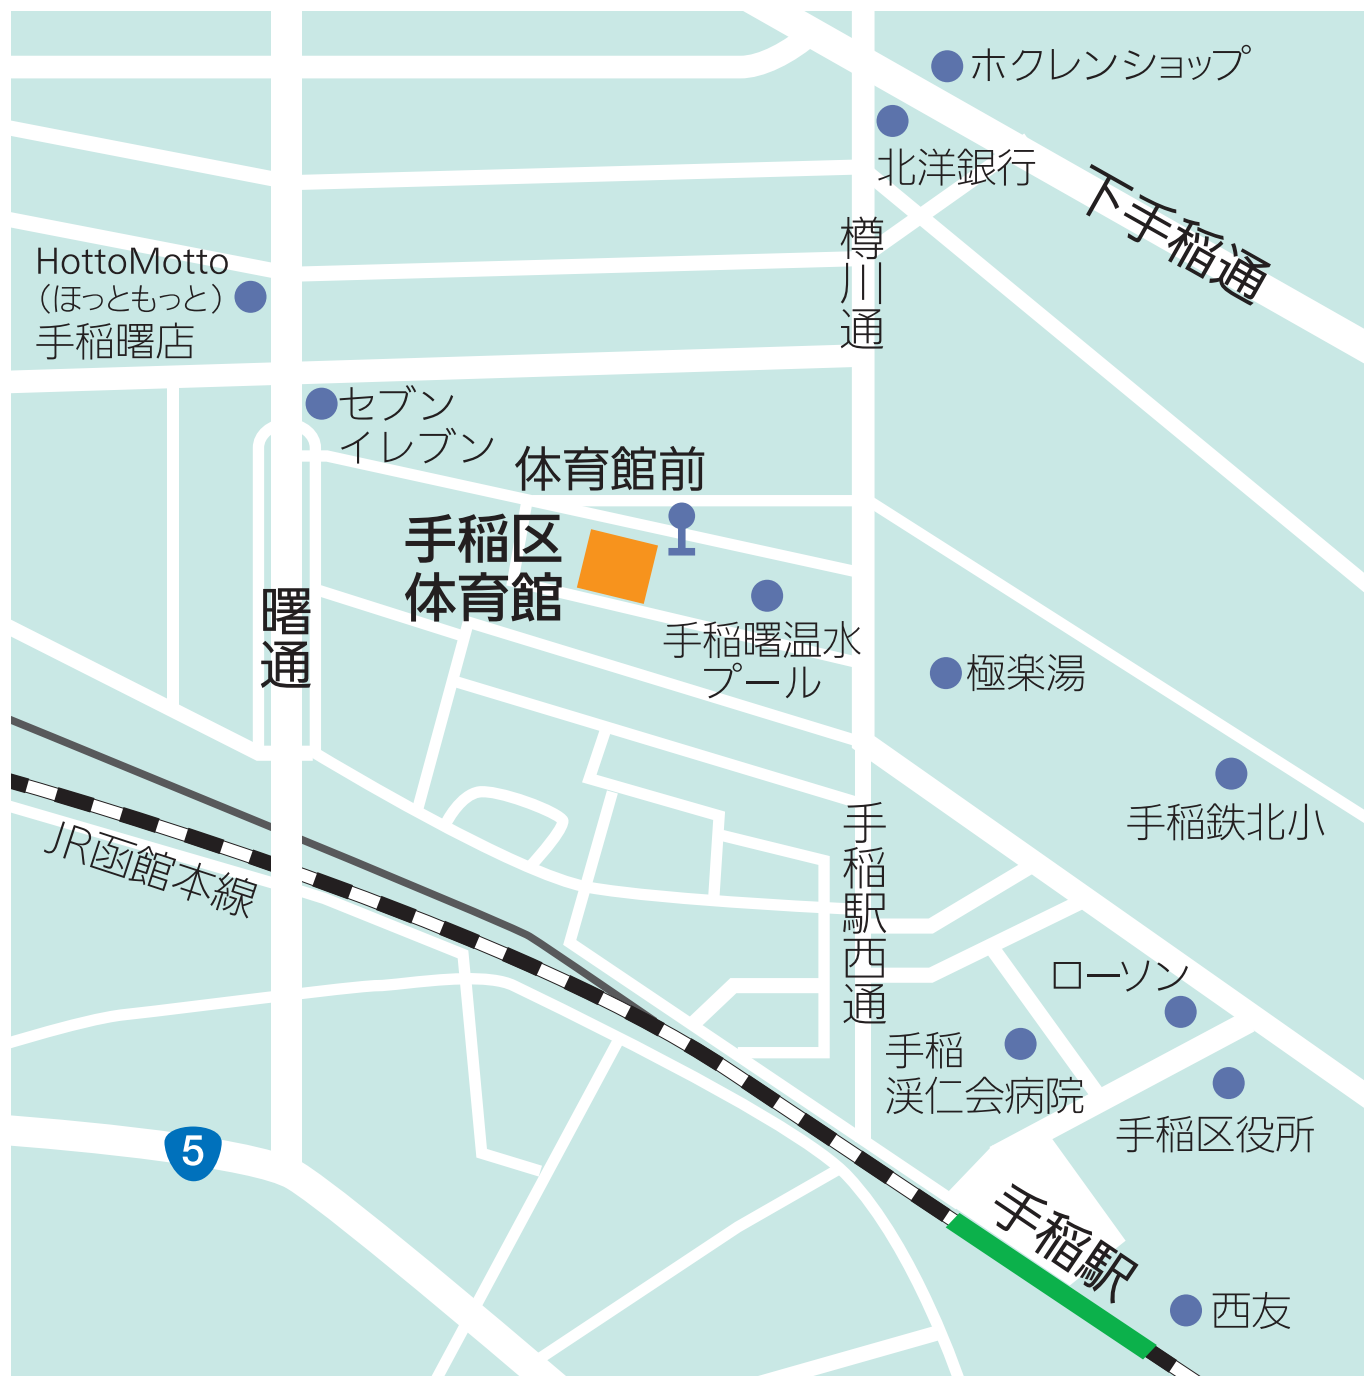 ホクレンショップ
北洋銀行
下手稲通
樽川通
HottoMotto
（ほっともっと）
手稲曙店
セブン
イレブン
体育館前
手稲区
体育館
曙通
手稲曙温水
プール
極楽湯
手稲鉄北小
JR函館本線
手稲駅西通
ローソン
手稲
渓仁会病院
手稲区役所
5
手稲駅
西友